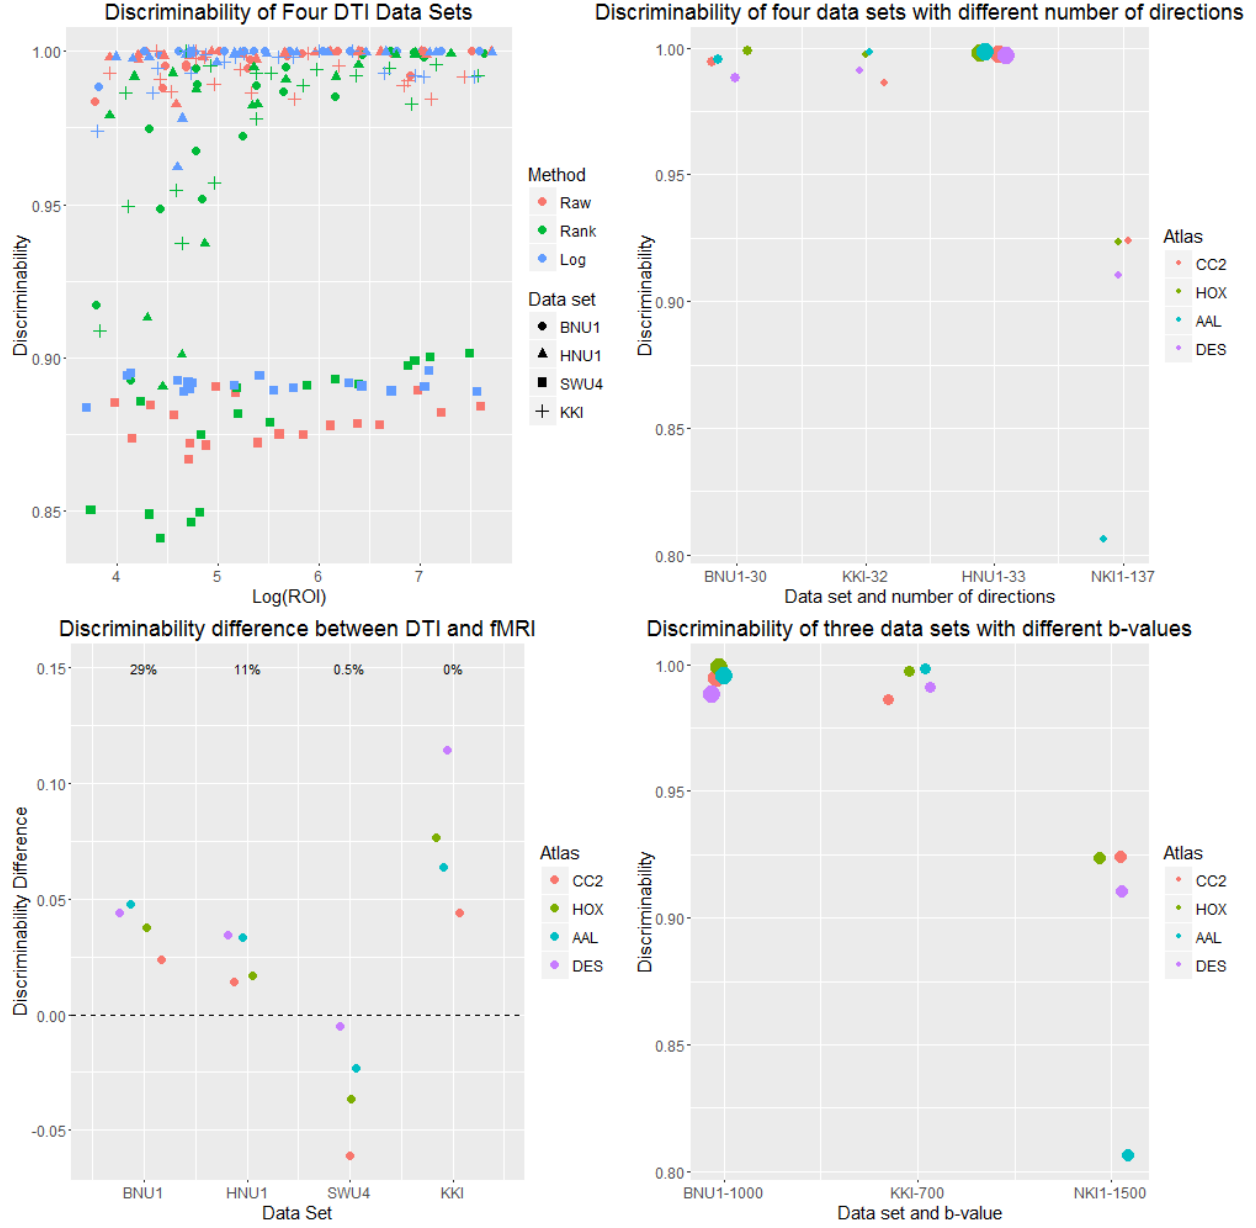 Discriminability of Four DTI Data Sets
1.00
0.95
0.90
0.85
Discriminability
4
5
6
7
Log(ROI)
Method
Raw
Rank
Log
Data set
BNU1
HNU1
SWU4
KKI
Discriminability of four data sets with different number of directions
1.00
0.95
0.90
0.85
0.80
Discriminability
BNU1-30
KKI-32
HNU1-33
NKI1-137
Data set and number of directions
Atlas
CC2
HOX
AAL
DES
Discriminability difference between DTI and fMRI
0.15
0.10
0.05
0.00
-0.05
Discriminability Difference
29%
11%
0.5%
0%
BNU1
HNU1
SWU4
KKI
Data Set
Atlas
CC2
HOX
AAL
DES
Discriminability of three data sets with different b-values
1.00
0.95
0.90
0.85
0.80
Discriminability
BNU1-1000
KKI-700
NKI1-1500
Data set and b-value
Atlas
CC2
HOX
AAL
DES